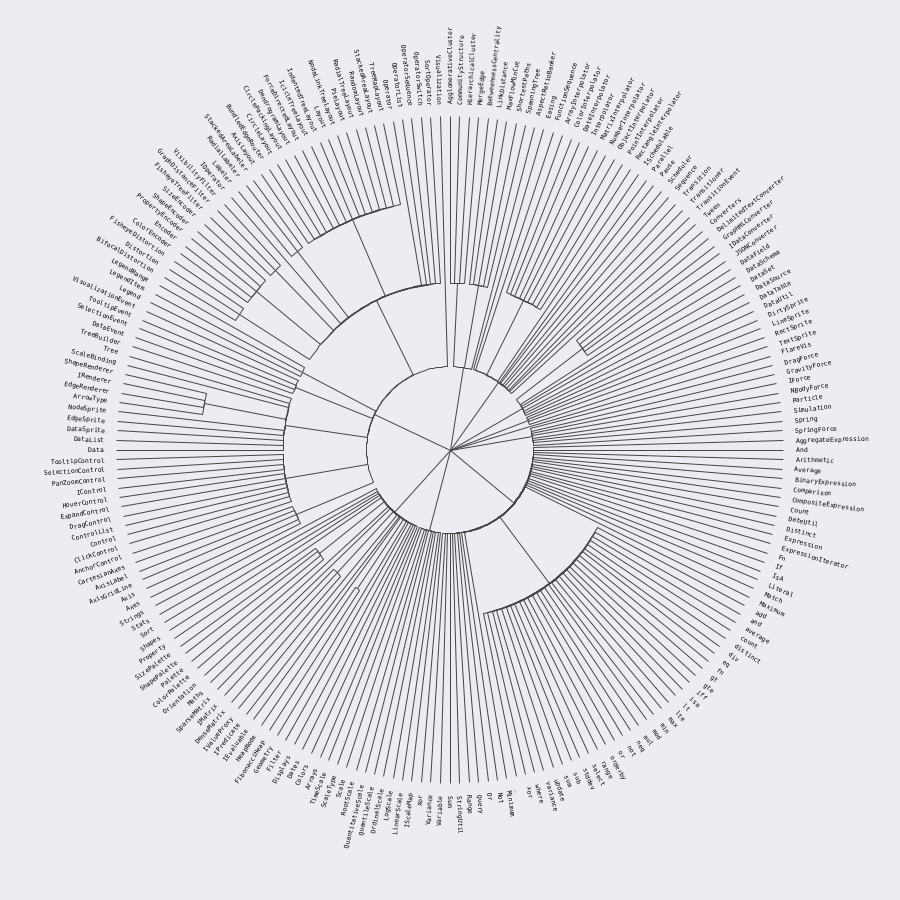 AgglomerativeCluster
CommunityStructure
HierarchicalCluster
MergeEdge
BetweennessCentrality
LinkDistance
MaxFlowMinCut
ShortestPaths
SpanningTree
AspectRatioBanker
Easing
FunctionSequence
ArrayInterpolator
ColorInterpolator
DateInterpolator
Interpolator
MatrixInterpolator
NumberInterpolator
ObjectInterpolator
PointInterpolator
RectangleInterpolator
ISchedulable
Parallel
Pause
Scheduler
Sequence
Transition
Transitioner
TransitionEvent
Tween
Converters
DelimitedTextConverter
GraphMLConverter
IDataConverter
JSONConverter
DataField
DataSchema
DataSet
DataSource
DataTable
DataUtil
DirtySprite
LineSprite
RectSprite
TextSprite
FlareVis
DragForce
GravityForce
IForce
NBodyForce
Particle
Simulation
Spring
SpringForce
AggregateExpression
And
Arithmetic
Average
BinaryExpression
Comparison
CompositeExpression
Count
DateUtil
Distinct
Expression
ExpressionIterator
Fn
If
IsA
Literal
Match
Maximum
add
and
average
count
distinct
div
eq
fn
gt
gte
iff
isa
lt
lte
max
min
mod
mul
neq
not
or
orderby
range
select
stddev
sub
sum
update
variance
where
xor
Minimum
Not
Or
Query
Range
StringUtil
Sum
Variable
Variance
Xor
IScaleMap
LinearScale
LogScale
OrdinalScale
QuantileScale
QuantitativeScale
RootScale
Scale
ScaleType
TimeScale
Arrays
Colors
Dates
Displays
Filter
Geometry
FibonacciHeap
HeapNode
IEvaluable
IPredicate
IValueProxy
DenseMatrix
IMatrix
SparseMatrix
Maths
Orientation
ColorPalette
Palette
ShapePalette
SizePalette
Property
Shapes
Sort
Stats
Strings
Axes
Axis
AxisGridLine
AxisLabel
CartesianAxes
AnchorControl
ClickControl
Control
ControlList
DragControl
ExpandControl
HoverControl
IControl
PanZoomControl
SelectionControl
TooltipControl
Data
DataList
DataSprite
EdgeSprite
NodeSprite
ArrowType
EdgeRenderer
IRenderer
ShapeRenderer
ScaleBinding
Tree
TreeBuilder
DataEvent
SelectionEvent
TooltipEvent
VisualizationEvent
Legend
LegendItem
LegendRange
BifocalDistortion
Distortion
FisheyeDistortion
ColorEncoder
Encoder
PropertyEncoder
ShapeEncoder
SizeEncoder
FisheyeTreeFilter
GraphDistanceFilter
VisibilityFilter
IOperator
Labeler
RadialLabeler
StackedAreaLabeler
AxisLayout
BundledEdgeRouter
CircleLayout
CirclePackingLayout
DendrogramLayout
ForceDirectedLayout
IcicleTreeLayout
IndentedTreeLayout
Layout
NodeLinkTreeLayout
PieLayout
RadialTreeLayout
RandomLayout
StackedAreaLayout
TreeMapLayout
Operator
OperatorList
OperatorSequence
OperatorSwitch
SortOperator
Visualization